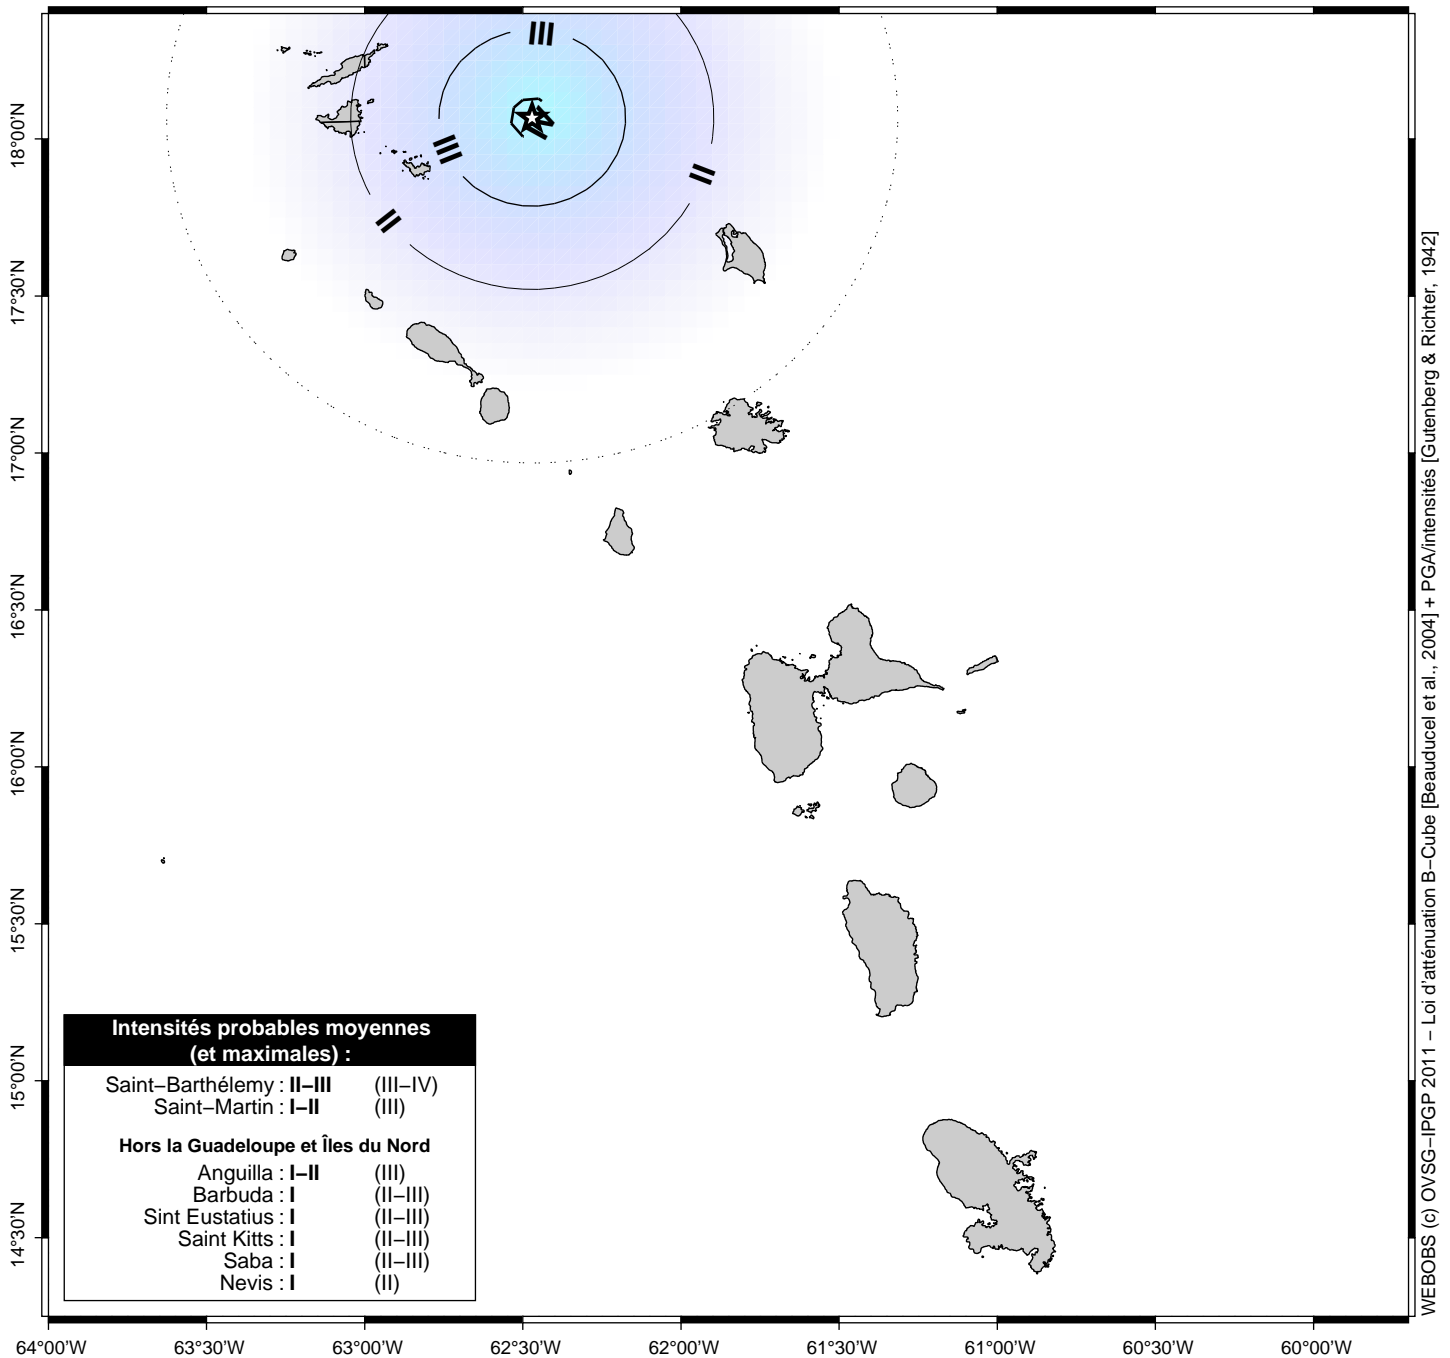 III
III
II
II
18°00'N
17°30'N
17°00'N
16°30'N
16°00'N
15°30'N
15°00'N
14°30'N
Intensités probables moyennes
(et maximales) :
Saint−Barthélemy : II−III (III−IV)
Saint−Martin : I−II (III)
Hors la Guadeloupe et Îles du Nord
Anguilla : I−II (III)
Barbuda : I (II−III)
Sint Eustatius : I (II−III)
Saint Kitts : I (II−III)
Saba : I (II−III)
Nevis : I (II)
64°00'W 63°30'W 63°00'W 62°30'W 62°00'W 61°30'W 61°00'W 60°30'W 60°00'W
WEBOBS (c) OVSG−IPGP 2011 − Loi d'atténuation B−Cube [Beauducel et al., 2004] + PGA/intensités [Gutenberg & Richter, 1942]